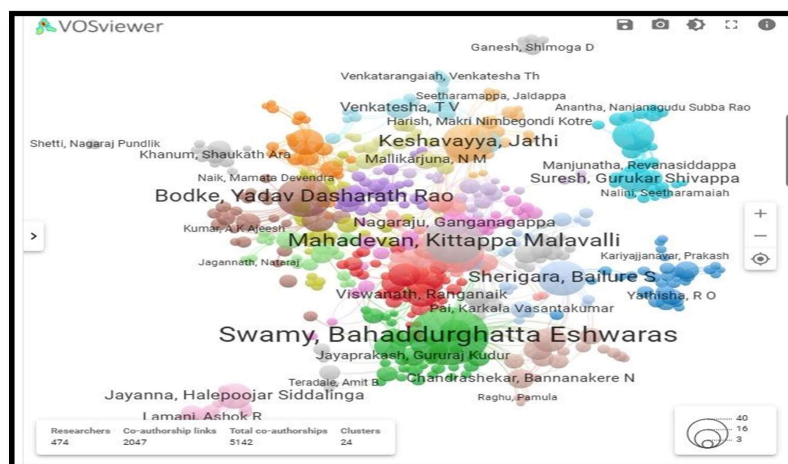 VOSviewer
Ganesh, Shimoga D
Venkatarangaiah, Venkatesha Th
Seetharamappa, Jaldappa
Venkatesha, T V
Anantha, Nanjanagudu Subba Rao
Harish, Makri Nimbegondi Kotre
Shetti, Nagaraj Pundlik
Keshavayya, Jathi
Khanum, Shaukath Ara
Mallikarjuna, N M
Manjunatha, Revanasiddappa
Naik, Mamata Devendra
Suresh, Gurukar Shivappa
Bodke, Yadav Dasharath Rao
Nalini, Seetharamaiah
Nagaraju, Ganganagappa
Kumar, A K Ajeesh
Mahadevan, Kittappa Malavalli
Kariyajjanavar, Prakash
Jagannath, Nataraj
Sherigara, Bailure S
Viswanath, Ranganaik
Yathisha, R O
Pai, Karkala Vasantakumar
Swamy, Bahaddurghatta Eshwaras
Jayaprakash, Gururaj Kudur
Teradale, Amit B
Chandrashekar, Bannanakere N
Jayanna, Halepoojar Siddalinga
Raghu, Pamula
Lamani, Ashok R
Researchers Co-authorship links Total co-authorships Clusters
474 2047 5142 24
40
16
3